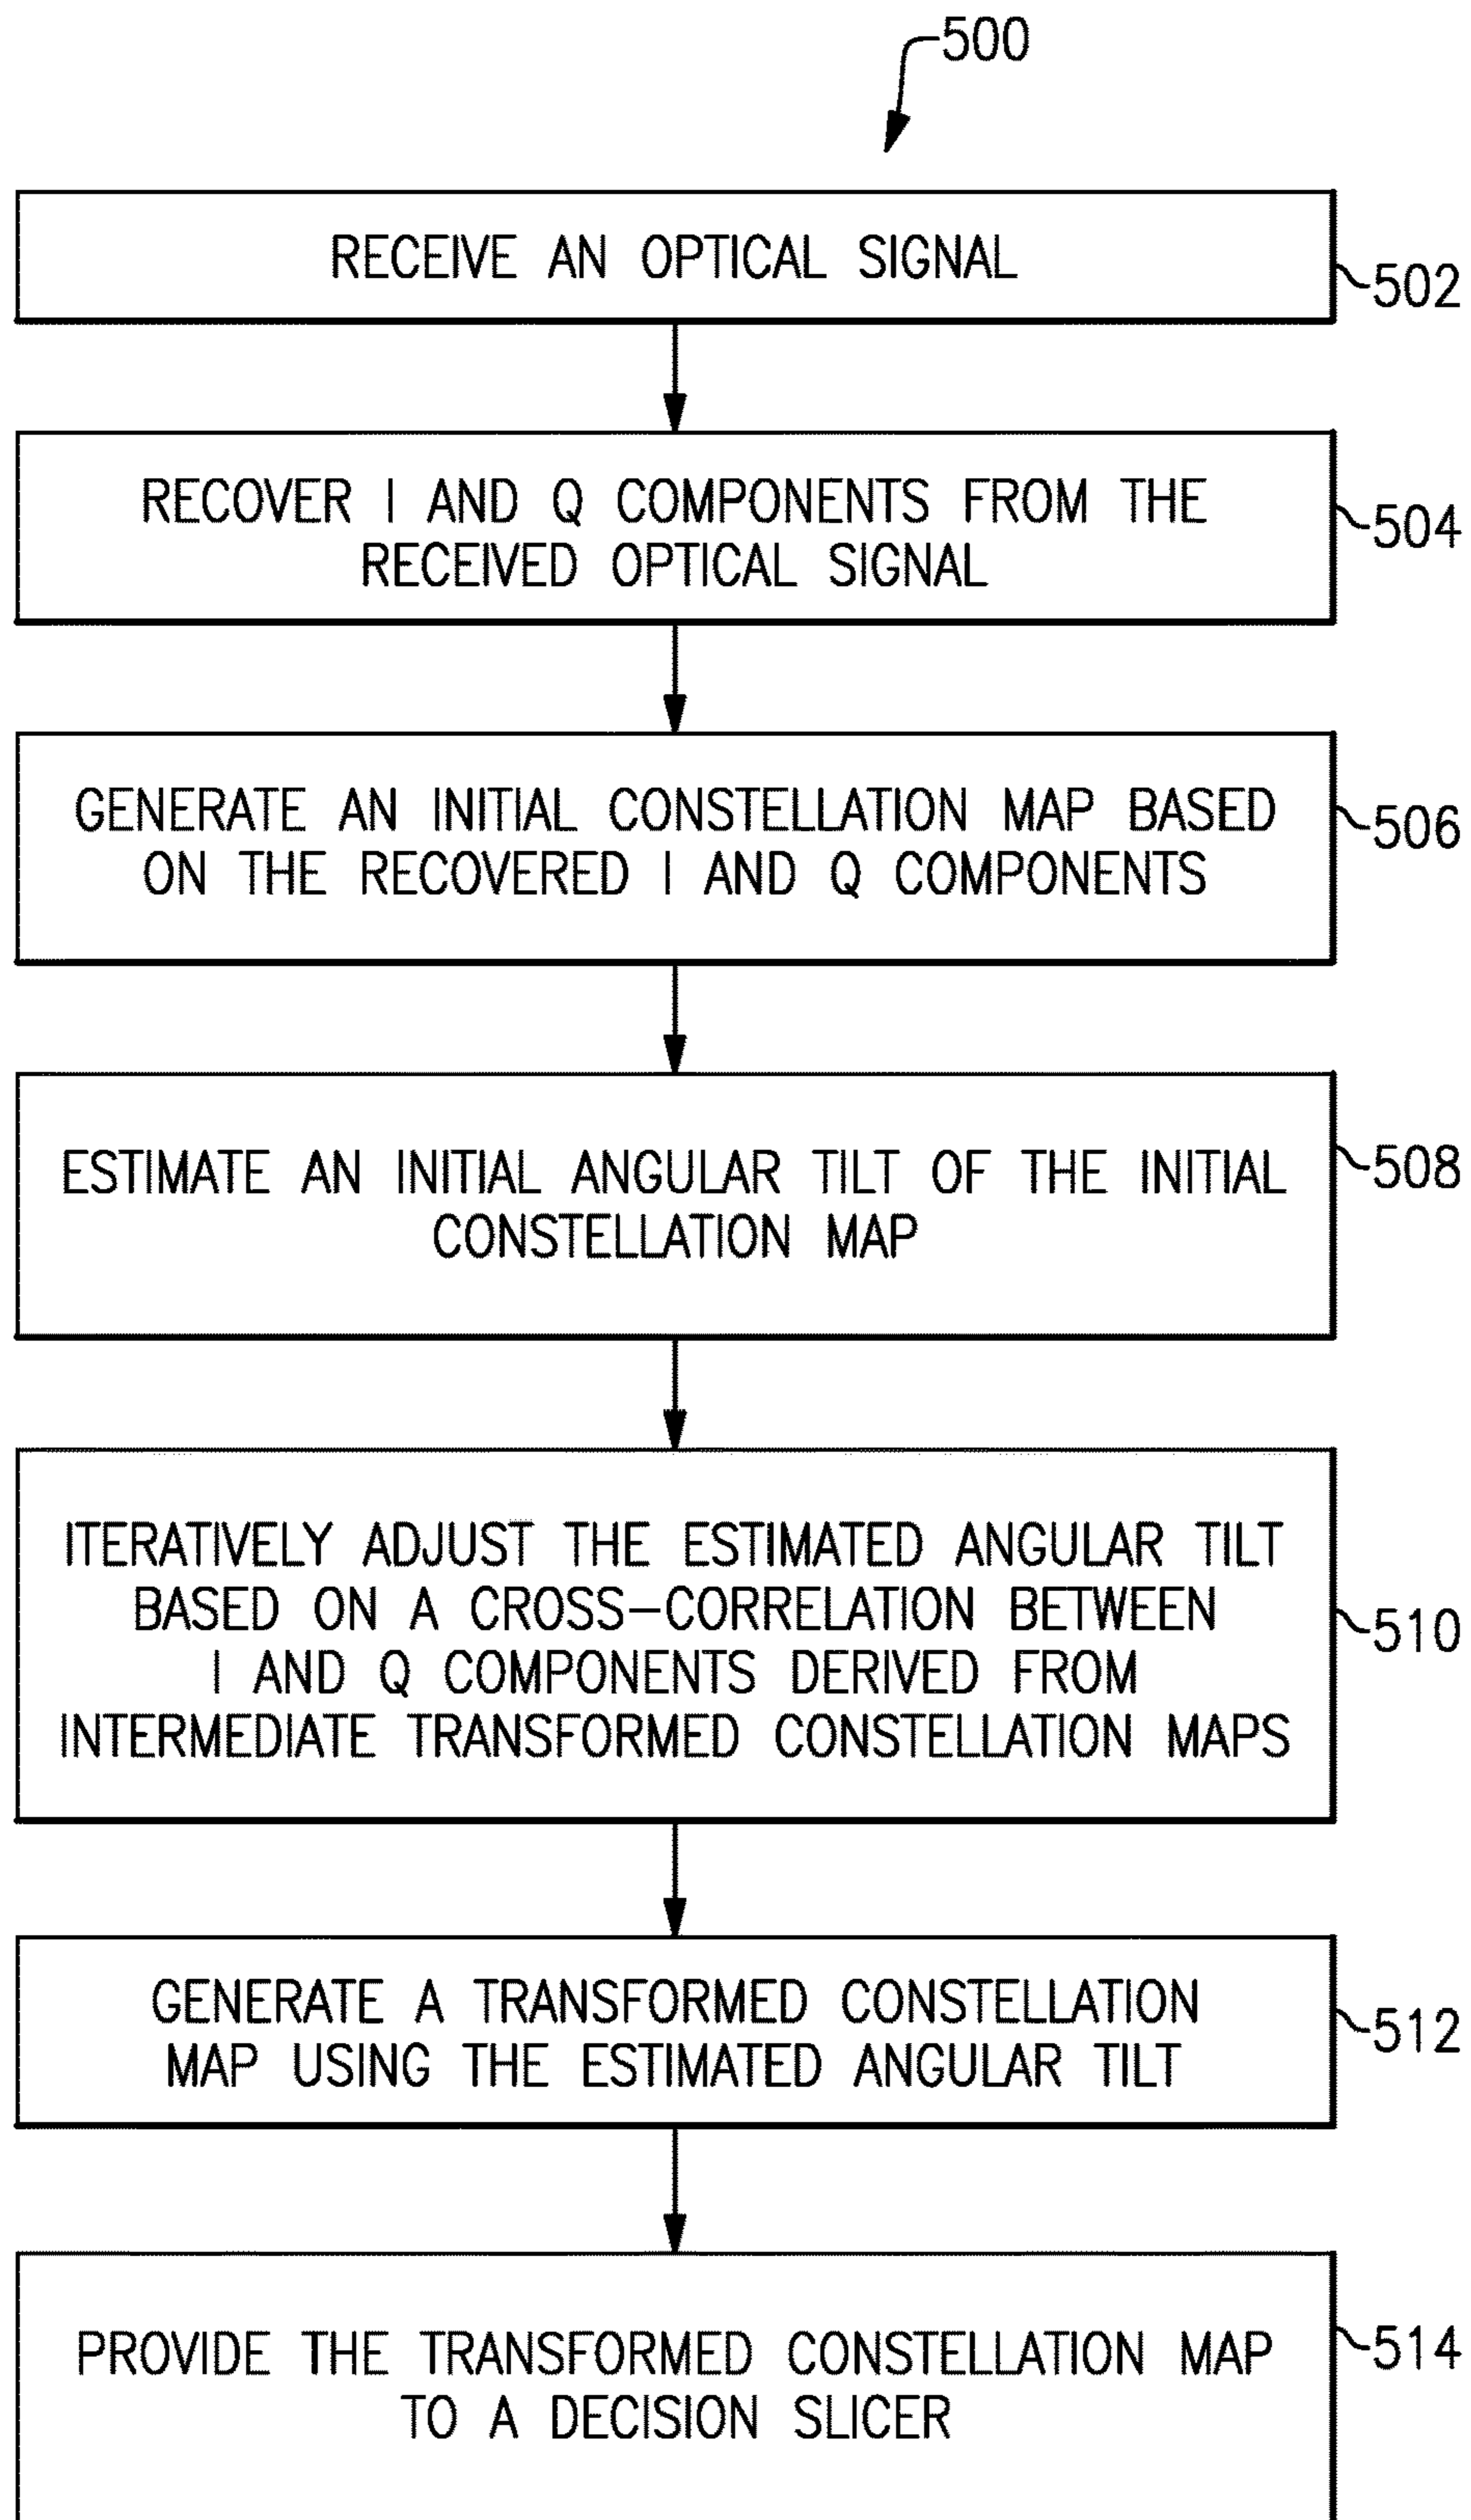 500
RECEIVE AN OPTICAL SIGNAL
502
RECOVER I AND Q COMPONENTS FROM THE
RECEIVED OPTICAL SIGNAL
504
GENERATE AN INITIAL CONSTELLATION MAP BASED
ON THE RECOVERED I AND Q COMPONENTS
506
ESTIMATE AN INITIAL ANGULAR TILT OF THE INITIAL
CONSTELLATION MAP
508
ITERATIVELY ADJUST THE ESTIMATED ANGULAR TILT
BASED ON A CROSS-CORRELATION BETWEEN
I AND Q COMPONENTS DERIVED FROM
INTERMEDIATE TRANSFORMED CONSTELLATION MAPS
510
GENERATE A TRANSFORMED CONSTELLATION
MAP USING THE ESTIMATED ANGULAR TILT
512
PROVIDE THE TRANSFORMED CONSTELLATION MAP
TO A DECISION SLICER
514